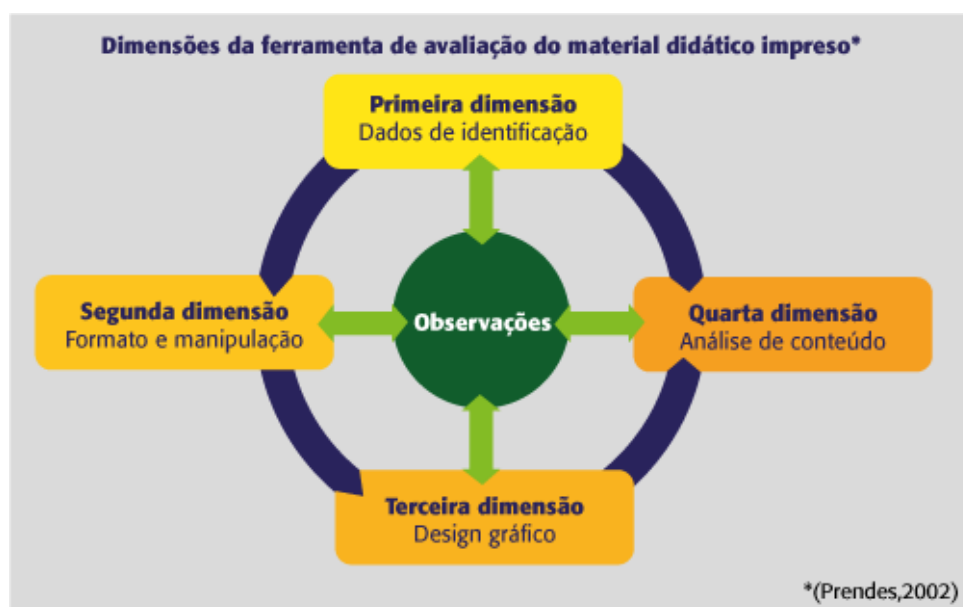 Dimensões da ferramenta de avaliação do material didático impreso*
Primeira dimensão
Dados de identificação
Segunda dimensão
Formato e manipulação
Observações
Quarta dimensão
Análise de conteúdo
Terceira dimensão
Design gráfico
*(Prendes,2002)